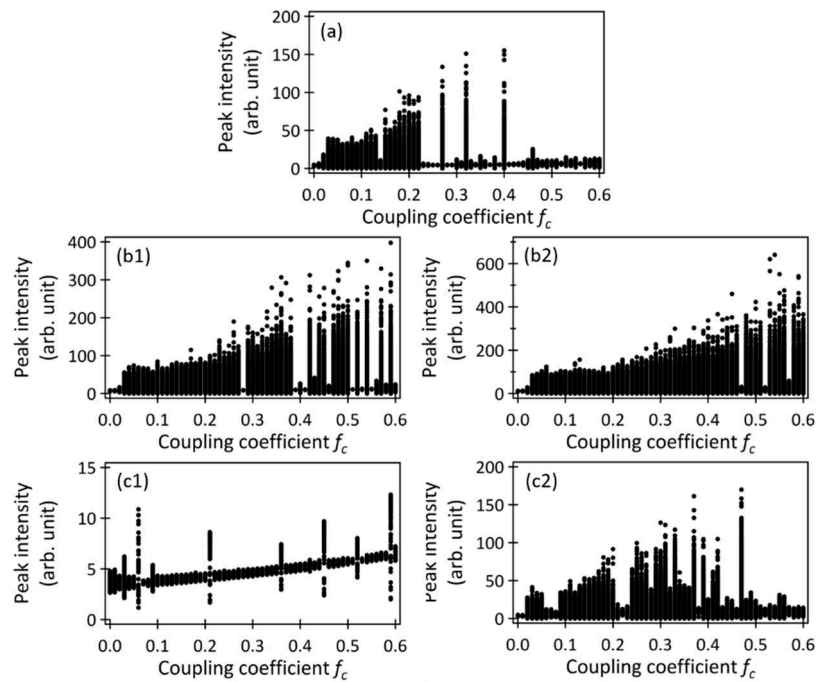 (a)
Peak intensity
(arb. unit)
200
150
100
50
0
0.0 0.1 0.2 0.3 0.4 0.5 0.6
Coupling coefficient fc
(b1)
Peak intensity
(arb. unit)
400
300
200
100
0
0.0 0.1 0.2 0.3 0.4 0.5 0.6
Coupling coefficient fc
(b2)
Peak intensity
(arb. unit)
600
400
200
0
0.0 0.1 0.2 0.3 0.4 0.5 0.6
Coupling coefficient fc
(c1)
Peak intensity
(arb. unit)
15
10
5
0
0.0 0.1 0.2 0.3 0.4 0.5 0.6
Coupling coefficient fc
(c2)
Peak intensity
(arb. unit)
200
150
100
50
0
0.0 0.1 0.2 0.3 0.4 0.5 0.6
Coupling coefficient fc